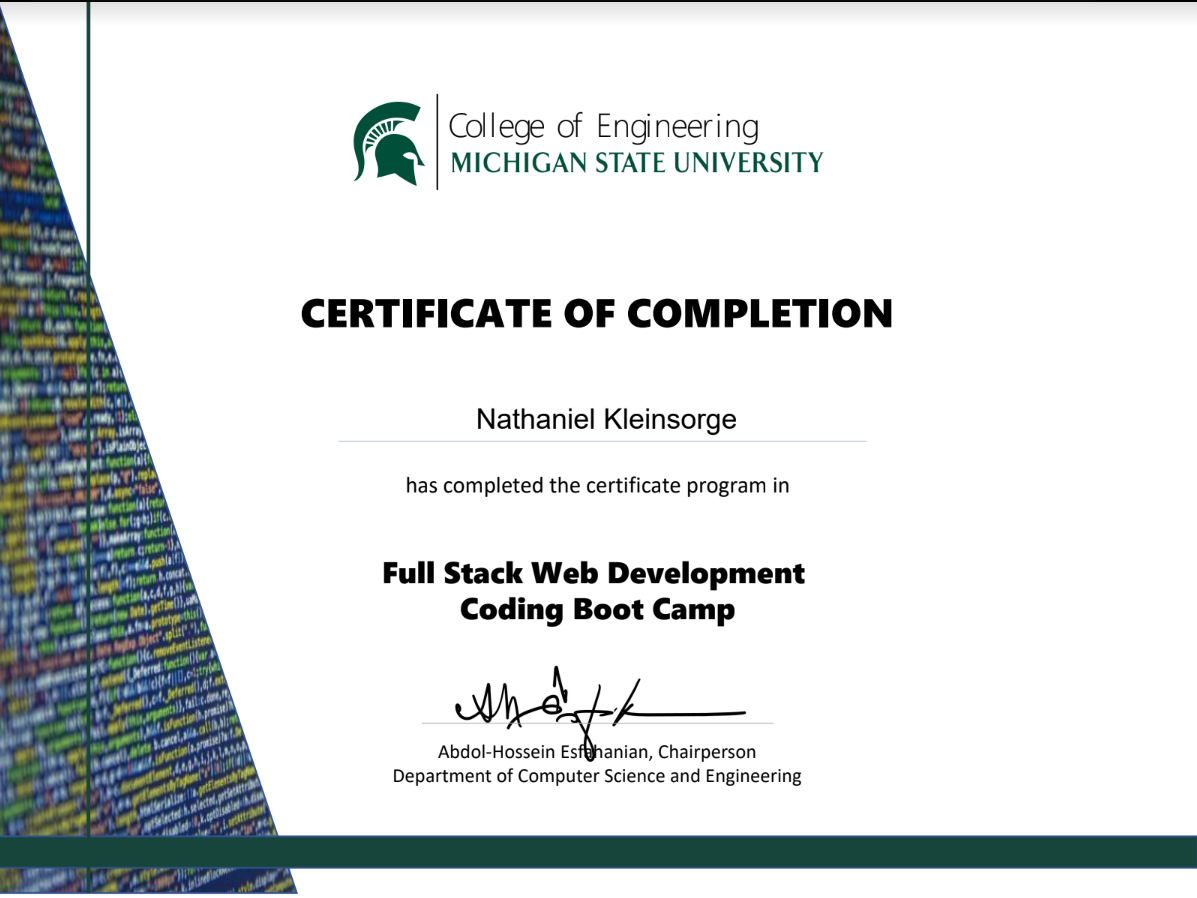 College of Engineering
MICHIGAN STATE UNIVERSITY
CERTIFICATE OF COMPLETION
Nathaniel Kleinsorge
has completed the certificate program in
Full Stack Web Development
Coding Boot Camp
Abdol-Hossein Esfahanian, Chairperson
Department of Computer Science and Engineering